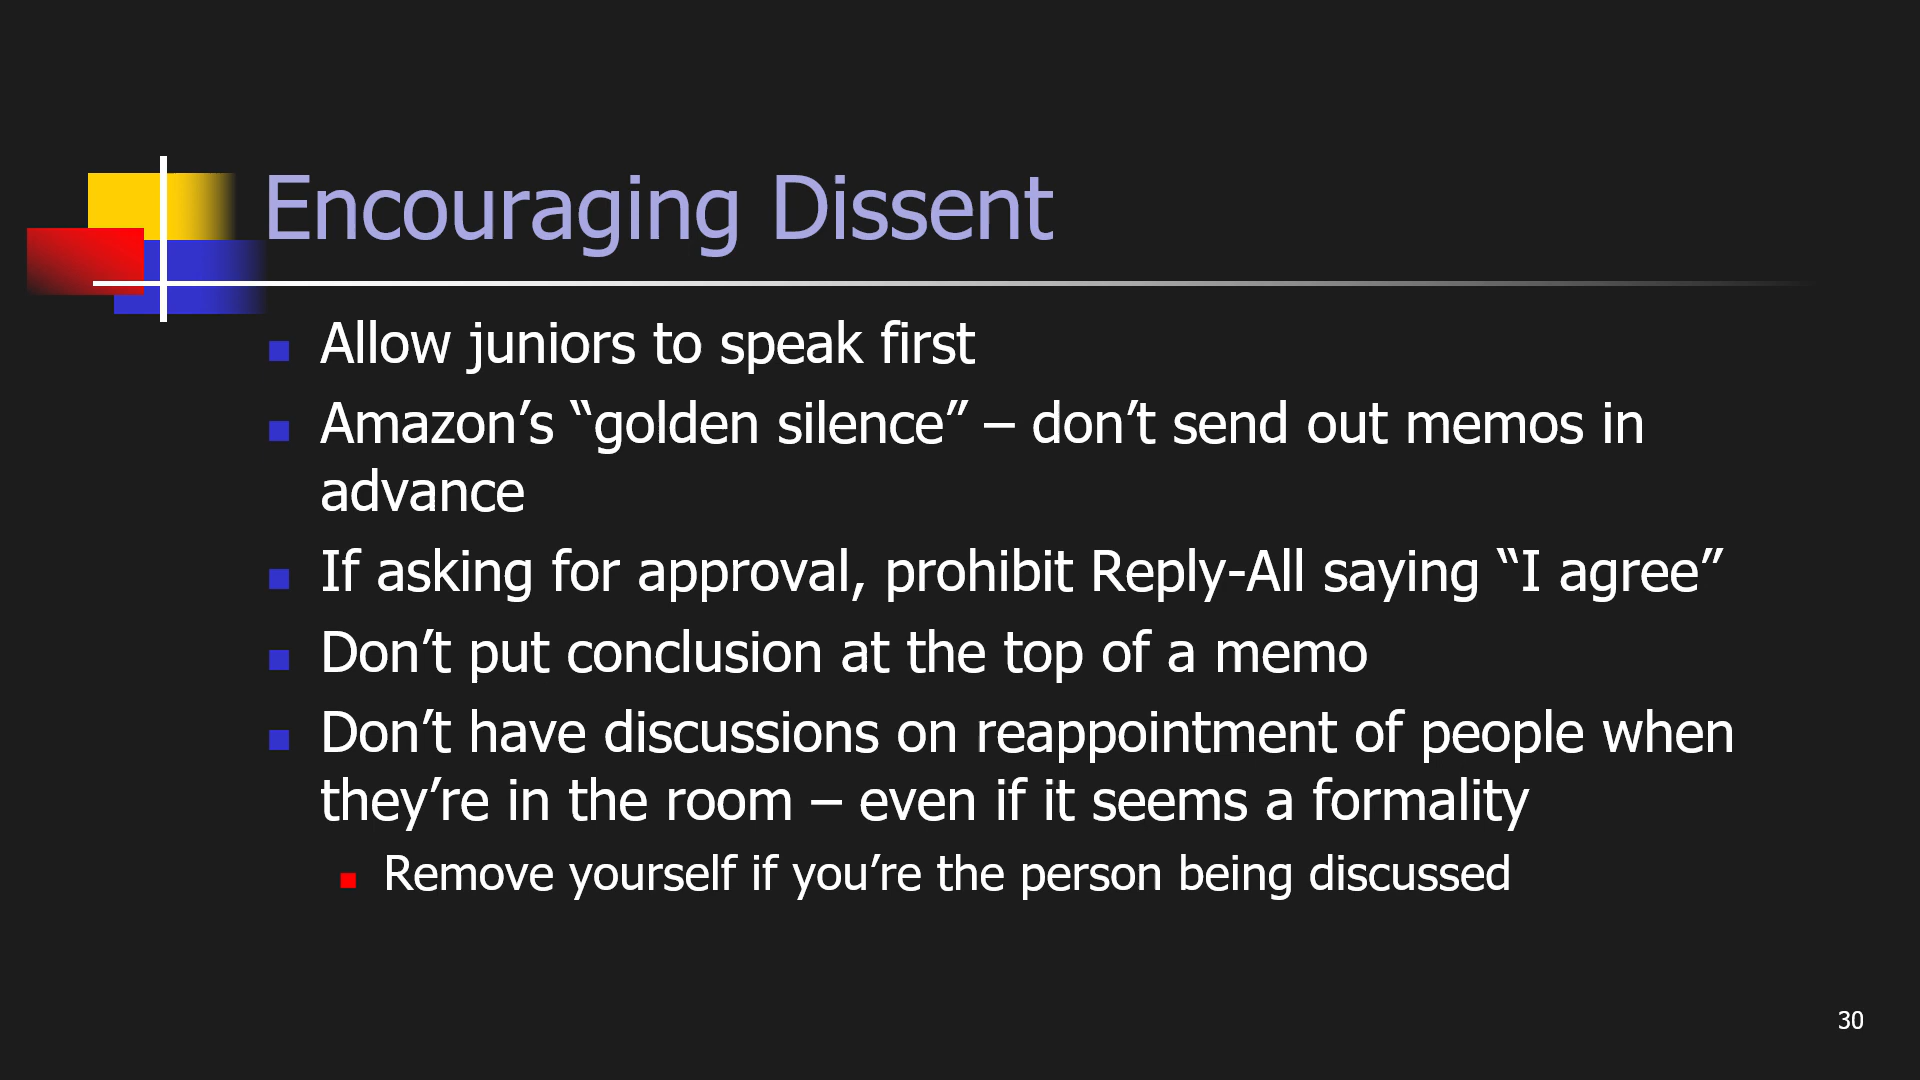 Encouraging Dissent
Allow juniors to speak first
Amazon’s “golden silence” – don’t send out memos in
advance
If asking for approval, prohibit Reply-All saying “I agree”
Don’t put conclusion at the top of a memo
Don’t have discussions on reappointment of people when
they’re in the room – even if it seems a formality
Remove yourself if you’re the person being discussed
30